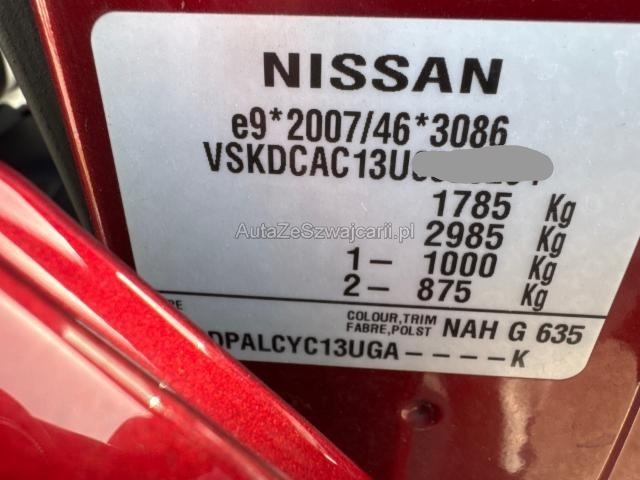 NISSAN
e9*2007/46*3086
VSKDCAC13U
1785 Kg
AutaZeSzwajcarii.pl
2985 Kg
1- 1000 Kg
2- 875 Kg
COLOUR,TRIM
FABRE,POLST NAH G 635
DPALCYC13UGA----K